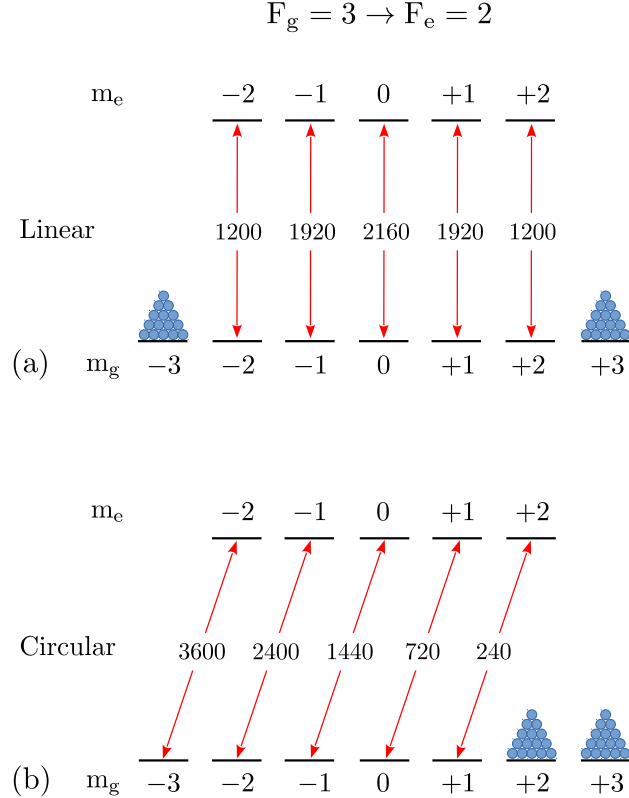 F_g = 3 → F_e = 2
m_e −2 −1 0 +1 +2
Linear 1200 1920 2160 1920 1200
(a) m_g −3 −2 −1 0 +1 +2 +3
m_e −2 −1 0 +1 +2
Circular 3600 2400 1440 720 240
(b) m_g −3 −2 −1 0 +1 +2 +3